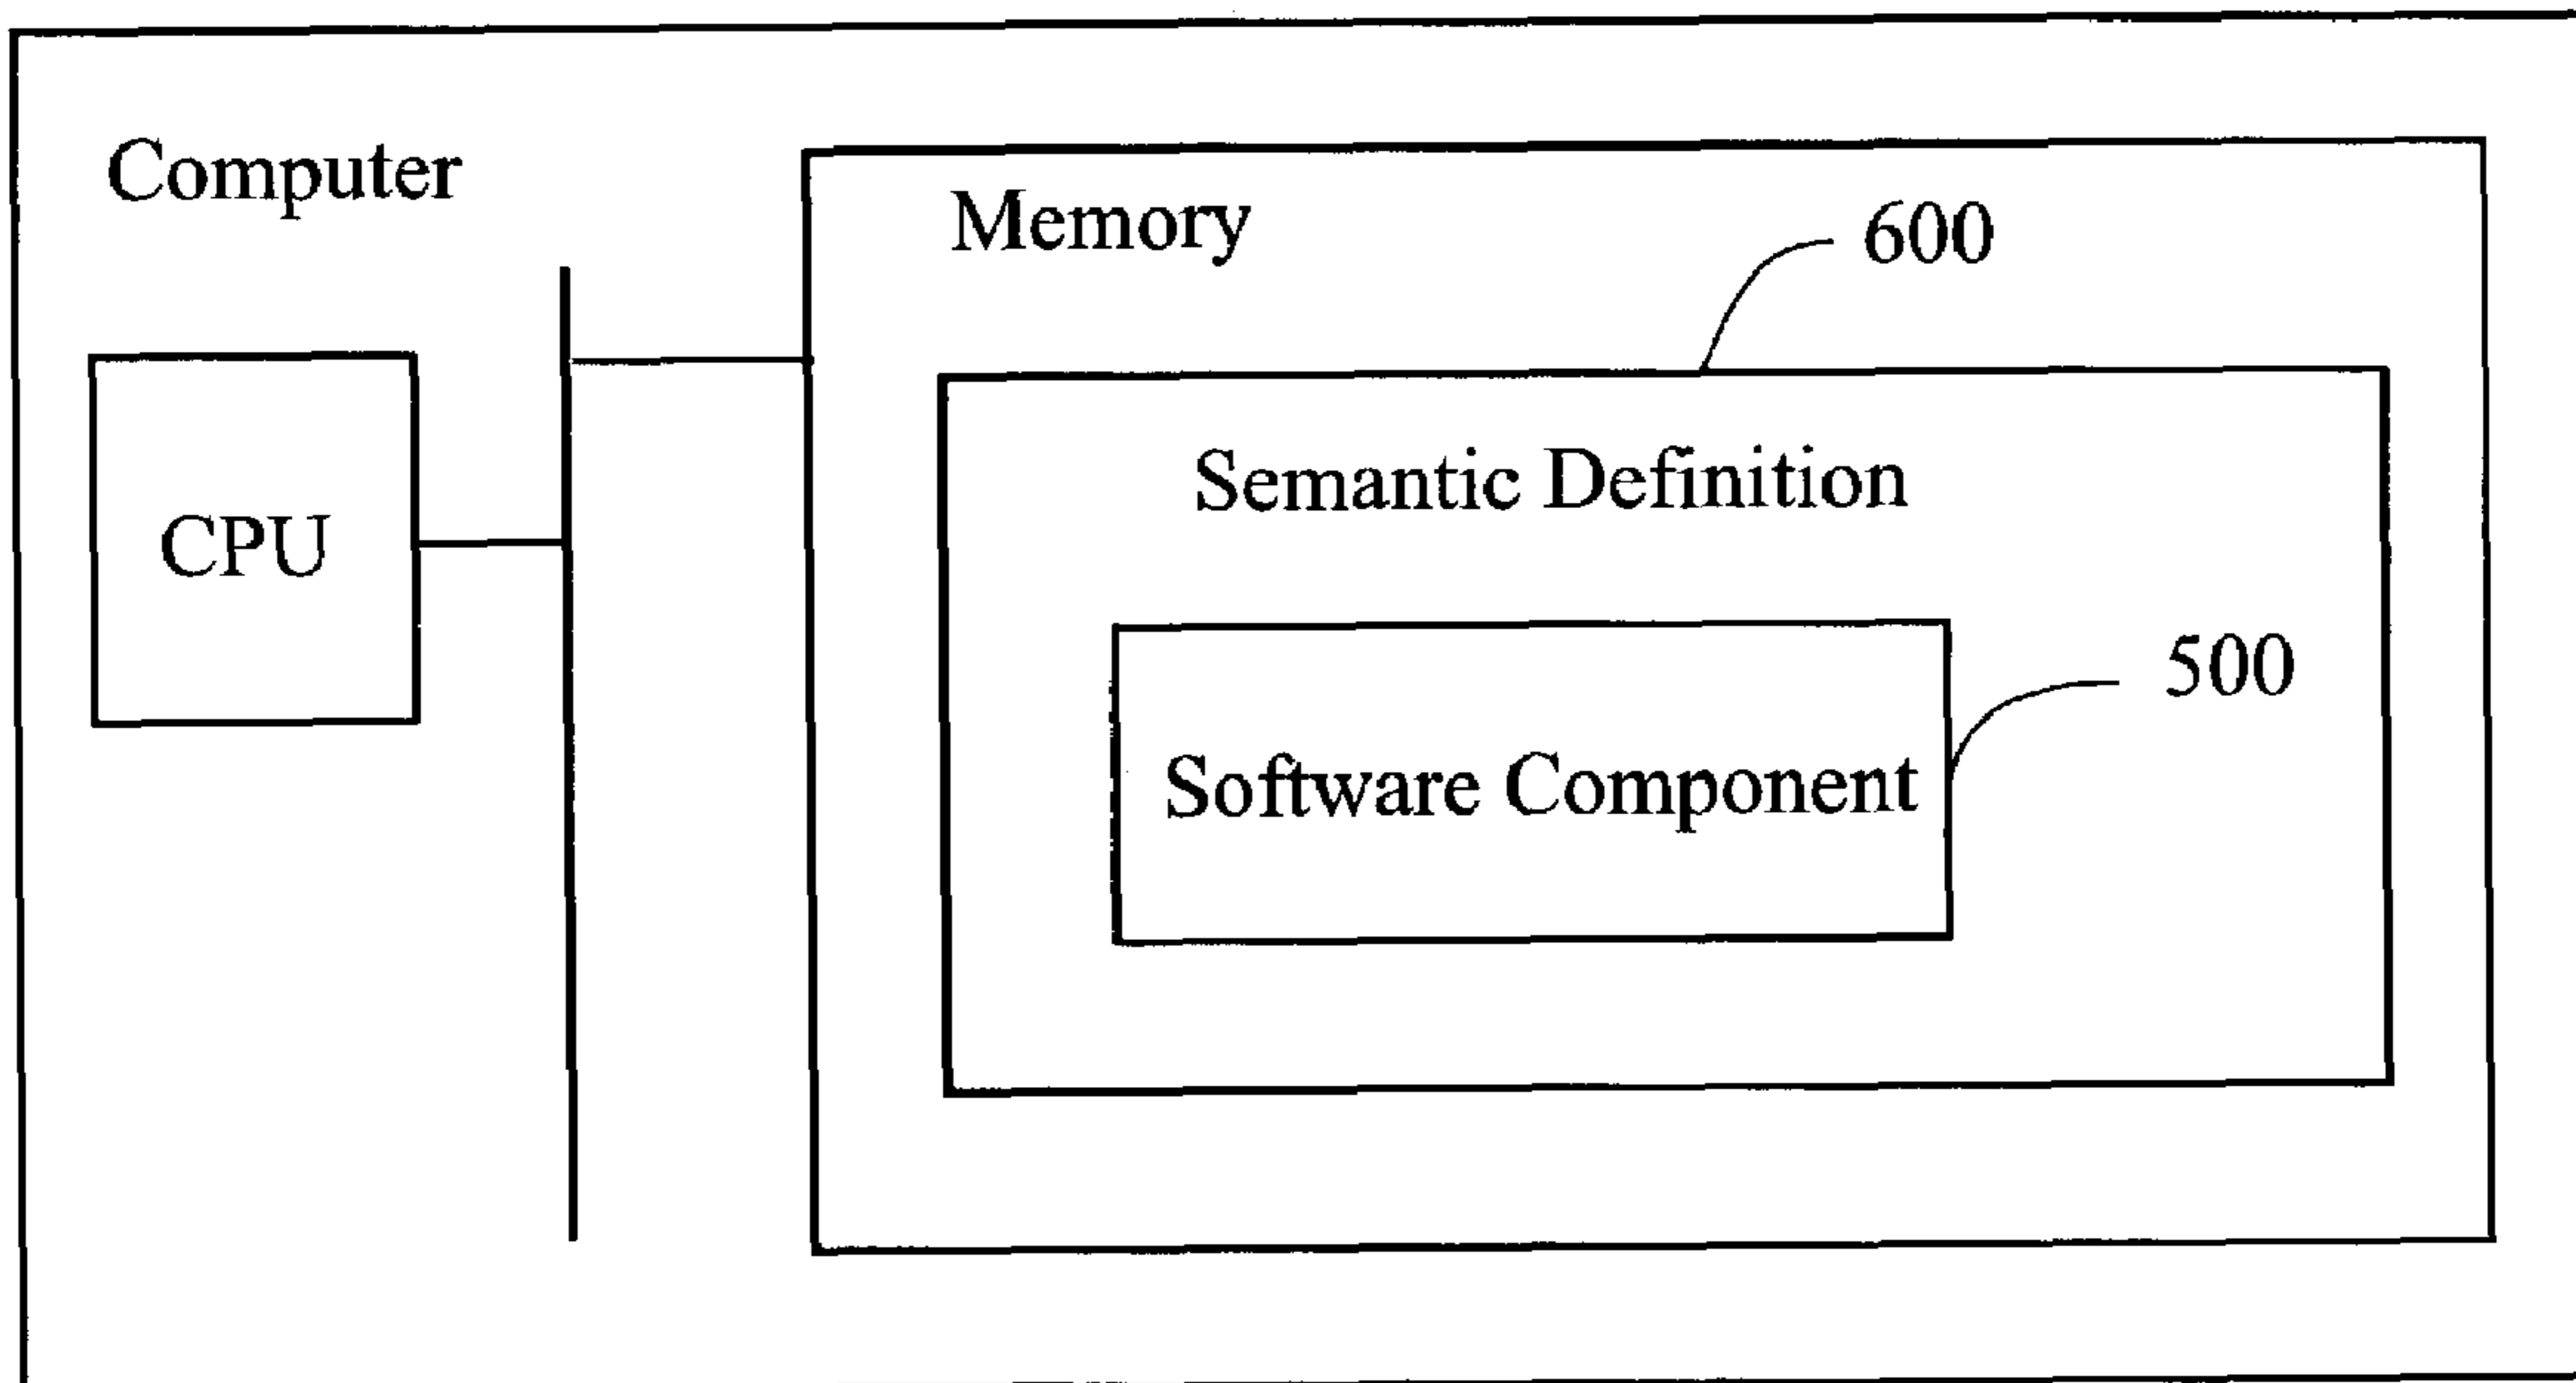 Computer
Memory
600
CPU
Semantic Definition
500
Software Component